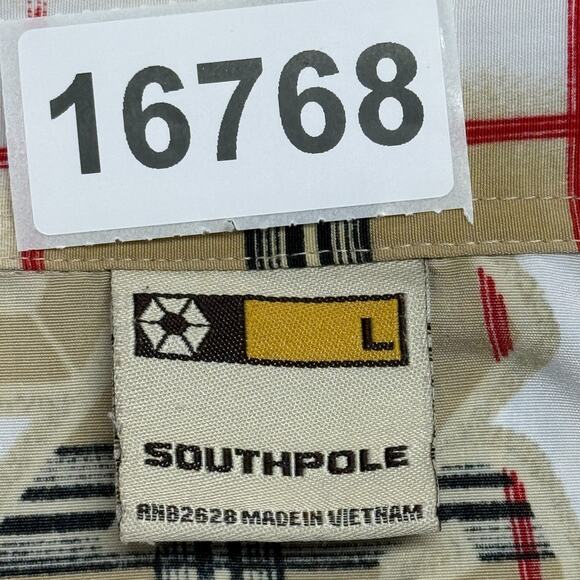 16768
L
SOUTHPOLE
RN82628 MADE IN VIETNAM